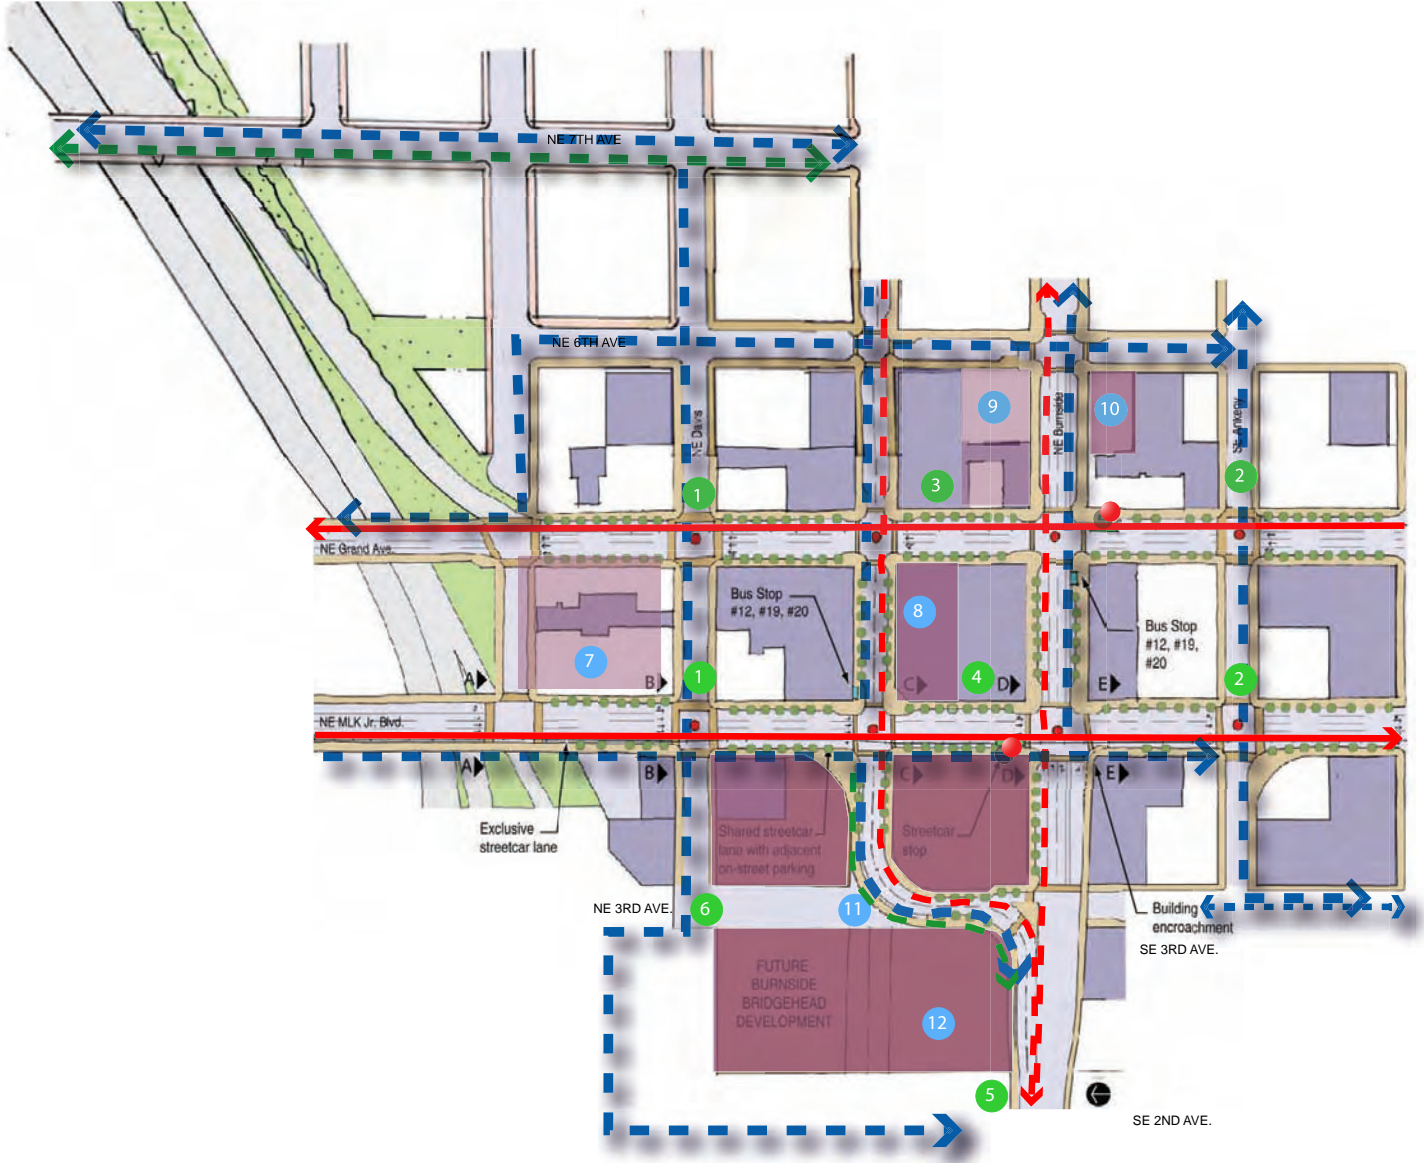 NE 7TH AVE
NE 6TH AVE
NE Davis
NE Burnside
SE Ankeny
9
10
3
1
2
NE Grand Ave.
Bus Stop
#12, #19, #20
8
Bus Stop
#12, #19,
#20
7
A
B
1
C
4
D
E
2
NE MLK Jr. Blvd.
A
B
C
D
E
Exclusive
streetcar lane
Shared streetcar
lane with adjacent
on-street parking
Streetcar
stop
NE 3RD AVE.
6
11
Building
encroachment
SE 3RD AVE.
FUTURE
BURNSIDE
BRIDGEHEAD
DEVELOPMENT
12
5
SE 2ND AVE.